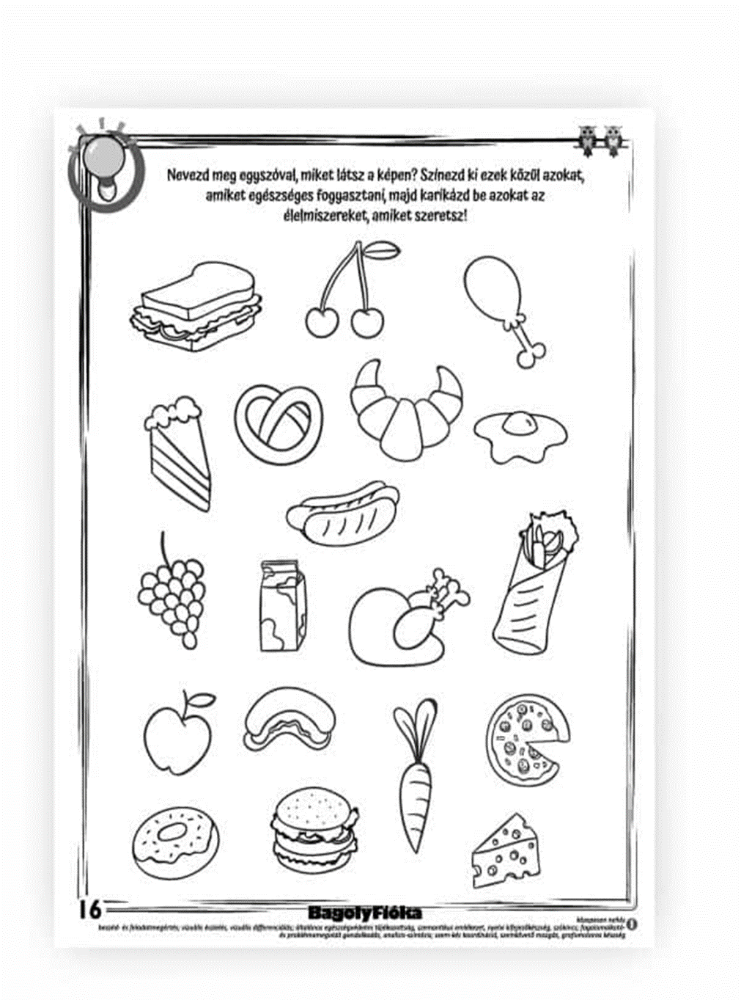 Nevezd meg egyszóval, miket látsz a képen? Színezd ki ezek közül azokat,
amiket egészséges fogyasztani, majd karikázd be azokat az
élelmiszereket, amiket szeretsz!
16
BagolyFióka
közepesen nehéz
beszéd- és feladatmegértés; vizuális észlelés, vizuális differenciálás; általános egészségvédelmi tájékozottság, szemantikus emlékezet, nyelvi kifejezőkészség, szókincs; fogalomalkotó-
és problémamegoldó gondolkodás, analízis-szintézis; szem-kéz koordináció, szemkövető mozgás, grafomotoros készség